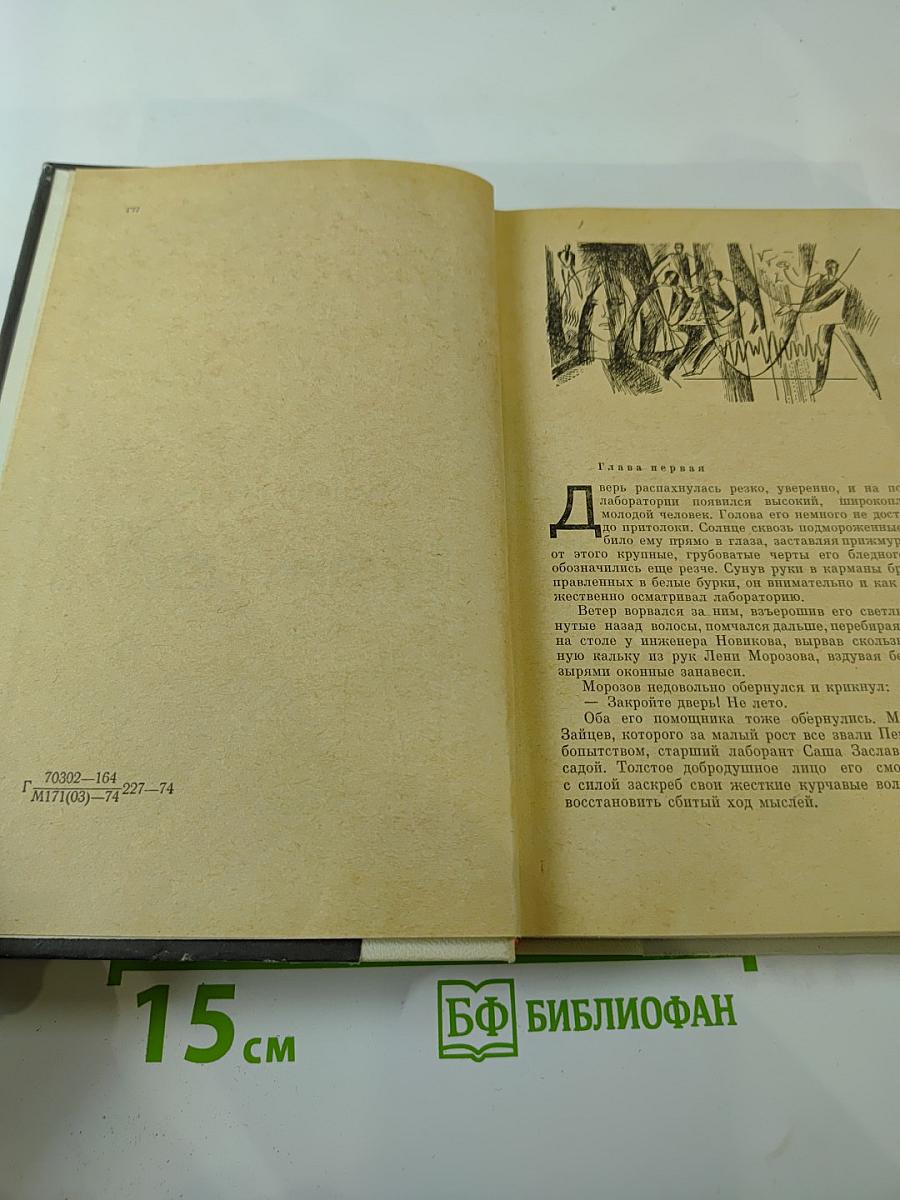 Г 70302—164 227—74
М171(03)—74
Глава первая
Дверь распахнулась резко, уверенно, и на по
лаборатории появился высокий, широкопл
молодой человек. Голова его немного не дост
до притолоки. Солнце сквозь подмороженные
било ему прямо в глаза, заставляя прижмур
от этого крупные, грубоватые черты его бледного
обозначились еще резче. Сунув руки в карманы бр
правленных в белые бурки, он внимательно и как
жественно осматривал лабораторию.
Ветер ворвался за ним, взъерошив его светлы
нутые назад волосы, помчался дальше, перебирая
на столе у инженера Новикова, вырвав скольз
ную кальку из рук Лени Морозова, вздувая бе
зырями оконные занавеси.
Морозов недовольно обернулся и крикнул:
— Закройте дверь! Не лето.
Оба его помощника тоже обернулись. М
Зайцев, которого за малый рост все звали Пе
бопытством, старший лаборант Саша Заслав
садой. Толстое добродушное лицо его смо
с силой заскреб свои жесткие курчавые вол
восстановить сбитый ход мыслей.
15 см
БФ БИБЛИОФАН